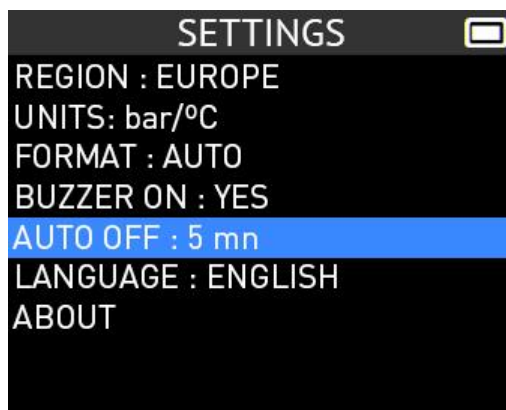 SETTINGS
REGION : EUROPE
UNITS: bar/ºC
FORMAT : AUTO
BUZZER ON : YES
AUTO OFF : 5 mn
LANGUAGE : ENGLISH
ABOUT